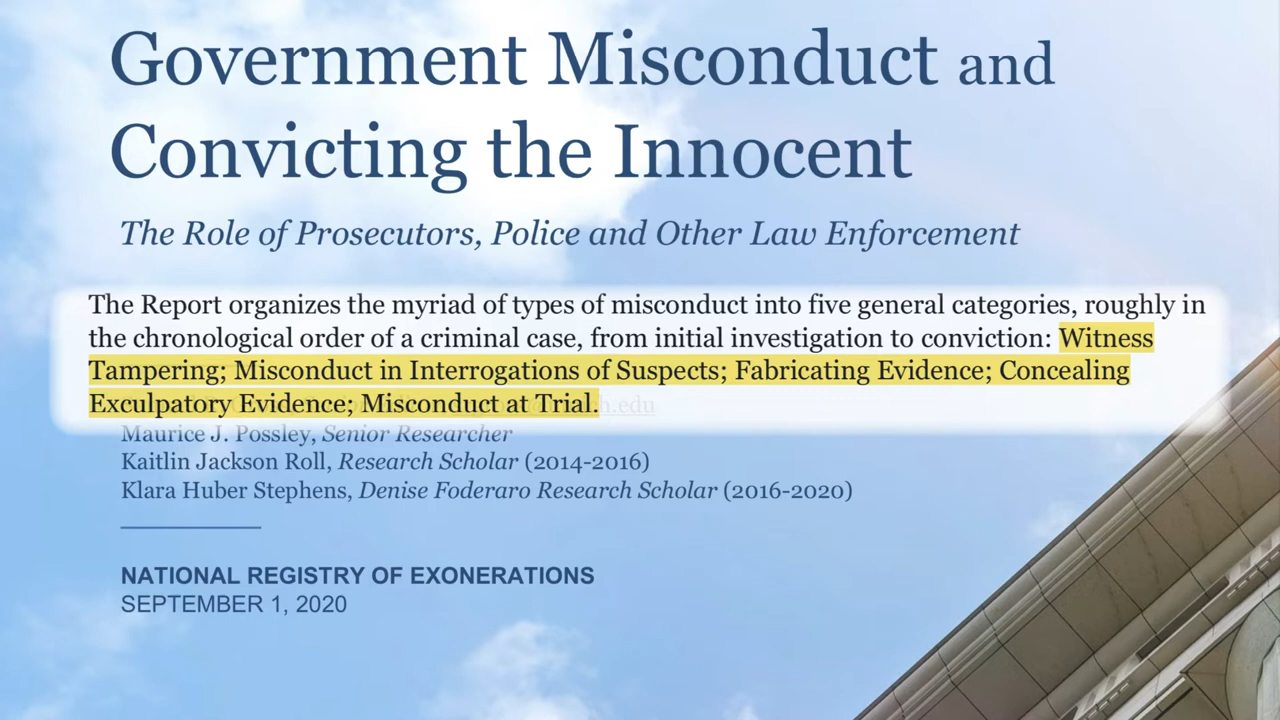 Government Misconduct and
Convicting the Innocent
The Role of Prosecutors, Police and Other Law Enforcement
The Report organizes the myriad of types of misconduct into five general categories, roughly in
the chronological order of a criminal case, from initial investigation to conviction: Witness
Tampering; Misconduct in Interrogations of Suspects; Fabricating Evidence; Concealing
Exculpatory Evidence; Misconduct at Trial.
Maurice J. Possley, Senior Researcher
Kaitlin Jackson Roll, Research Scholar (2014-2016)
Klara Huber Stephens, Denise Foderaro Research Scholar (2016-2020)
NATIONAL REGISTRY OF EXONERATIONS
SEPTEMBER 1, 2020